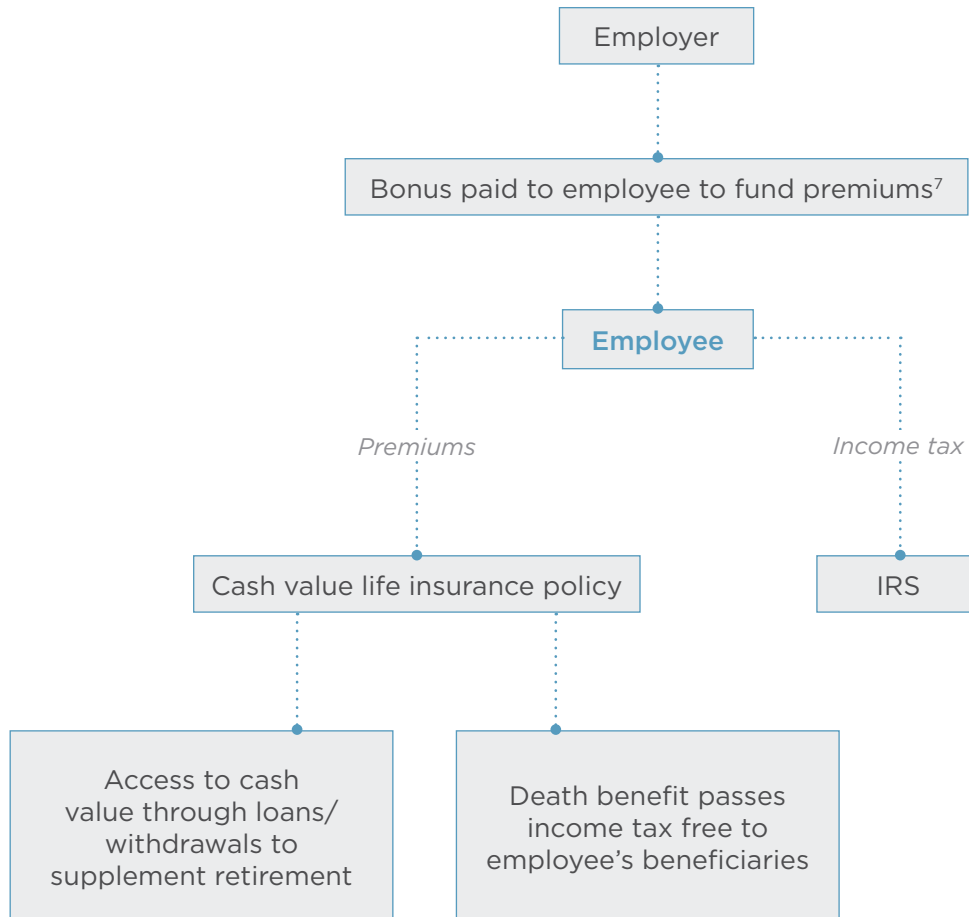 Employer
Bonus paid to employee to fund premiums⁷
Employee
Premiums
Income tax
Cash value life insurance policy
IRS
Access to cash
value through loans/
withdrawals to
supplement retirement
Death benefit passes
income tax free to
employee’s beneficiaries